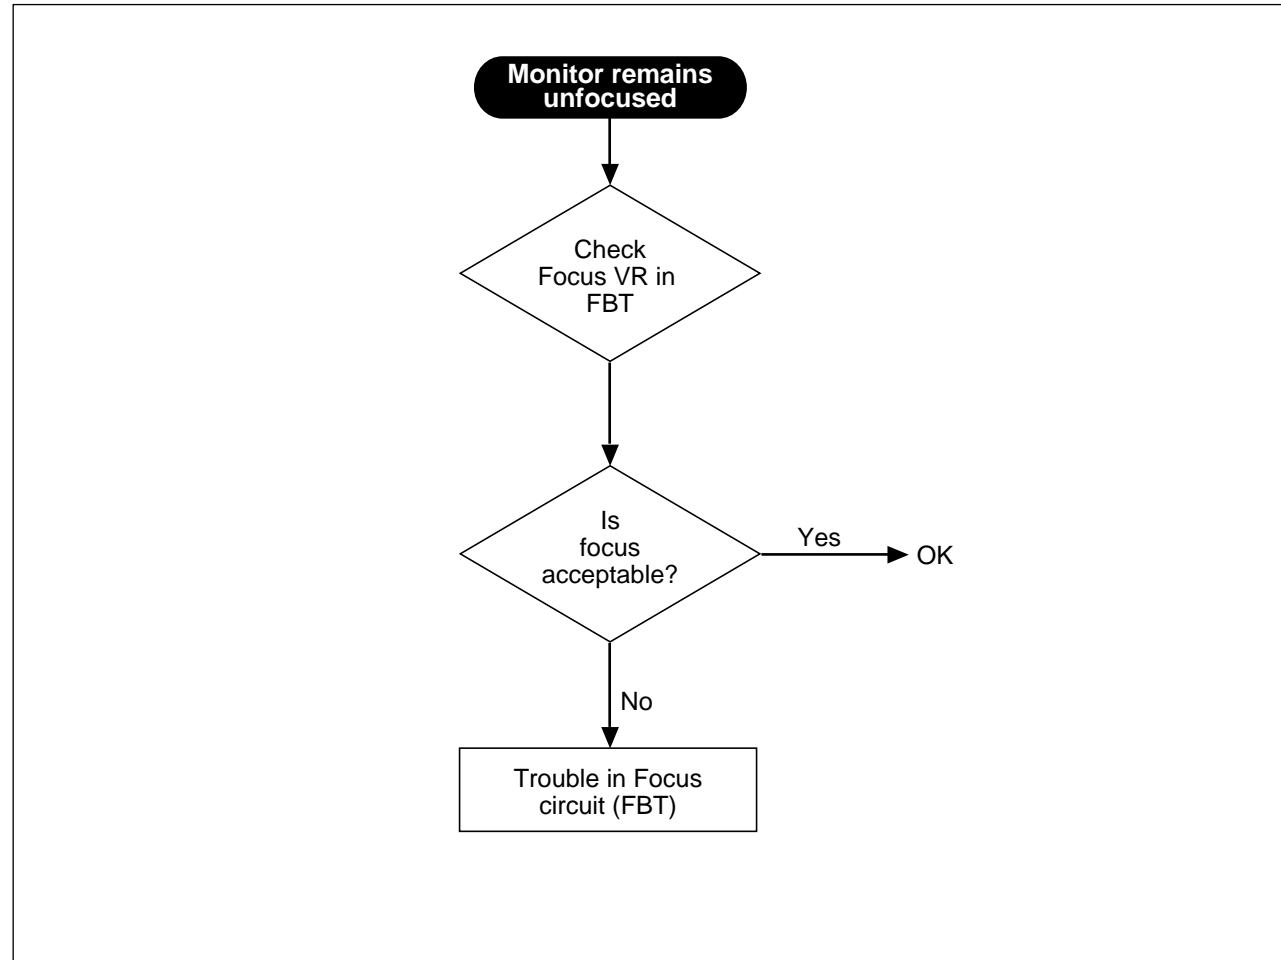 Monitor remains
unfocused
Check
Focus VR in
FBT
Is
focus
acceptable?
Yes
OK
No
Trouble in Focus
circuit (FBT)